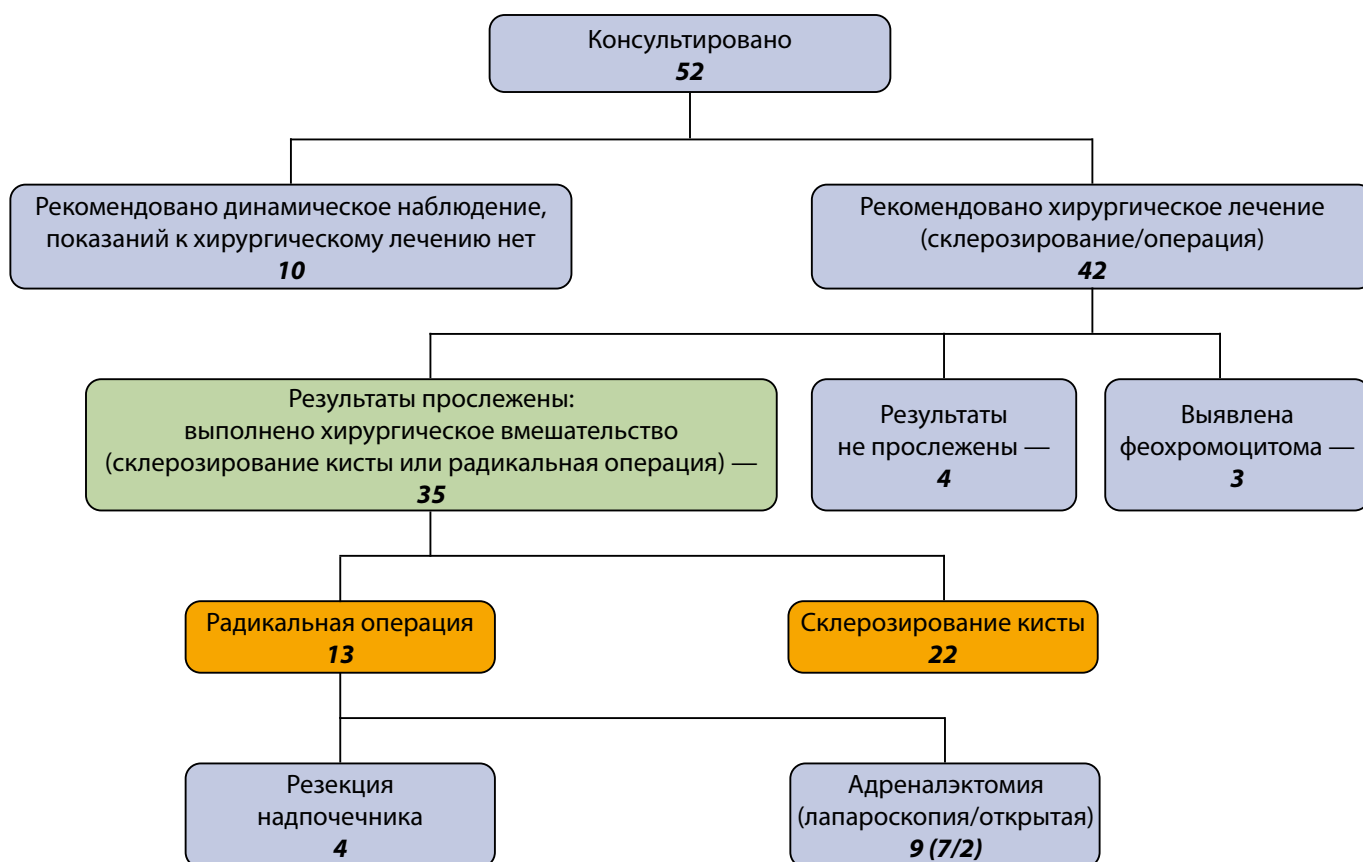 Консультировано
52
Рекомендовано динамическое наблюдение,
показаний к хирургическому лечению нет
10
Рекомендовано хирургическое лечение
(склерозирование/операция)
42
Результаты прослежены:
выполнено хирургическое вмешательство
(склерозирование кисты или радикальная операция) —
35
Результаты
не прослежены —
4
Выявлена
феохромоцитома —
3
Радикальная операция
13
Склерозирование кисты
22
Резекция
надпочечника
4
Адреналэктомия
(лапароскопия/открытая)
9 (7/2)